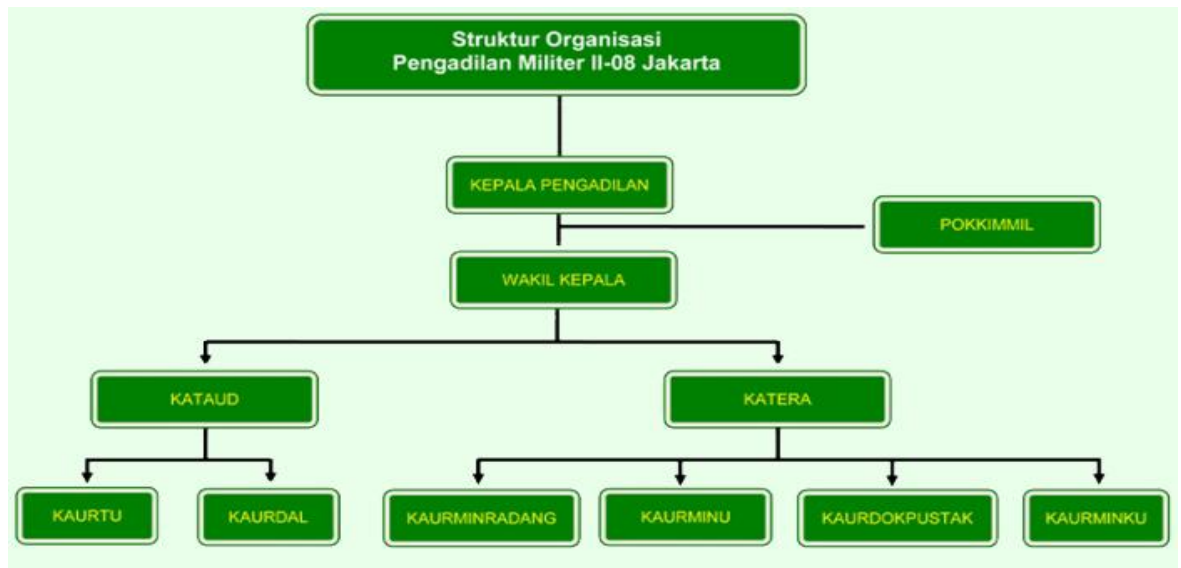 Struktur Organisasi
Pengadilan Militer II-08 Jakarta
KEPALA PENGADILAN
POKKIMMIL
WAKIL KEPALA
KATAUD
KATERA
KAURTU
KAURDAL
KAURMINRADANG
KAURMINU
KAURDOKPUSTAK
KAURMINKU